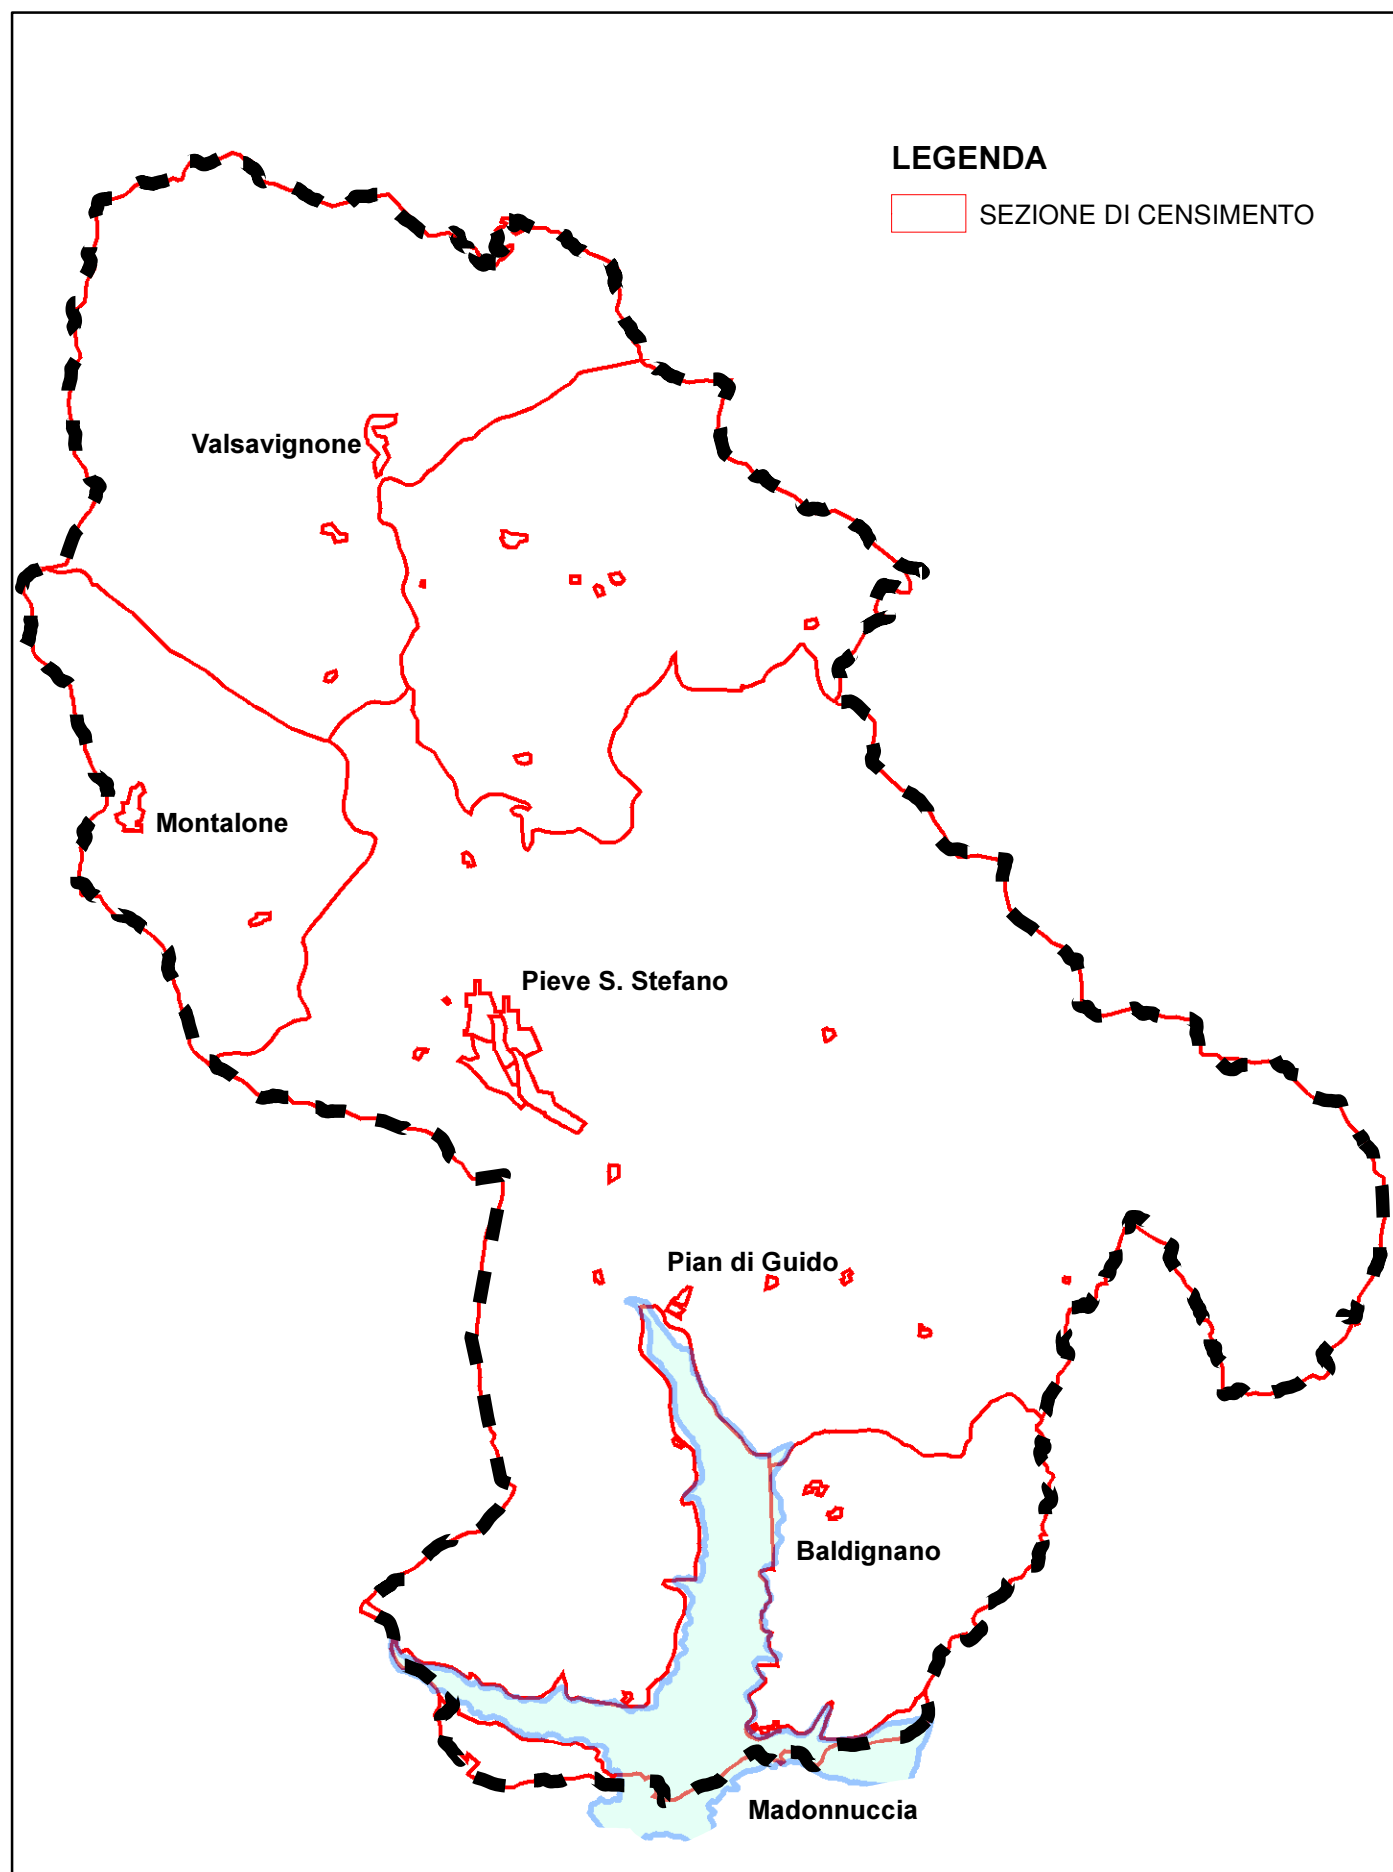 LEGENDA
SEZIONE DI CENSIMENTO
Valsavignone
Montalone
Pieve S. Stefano
Pian di Guido
Baldignano
Madonnuccia